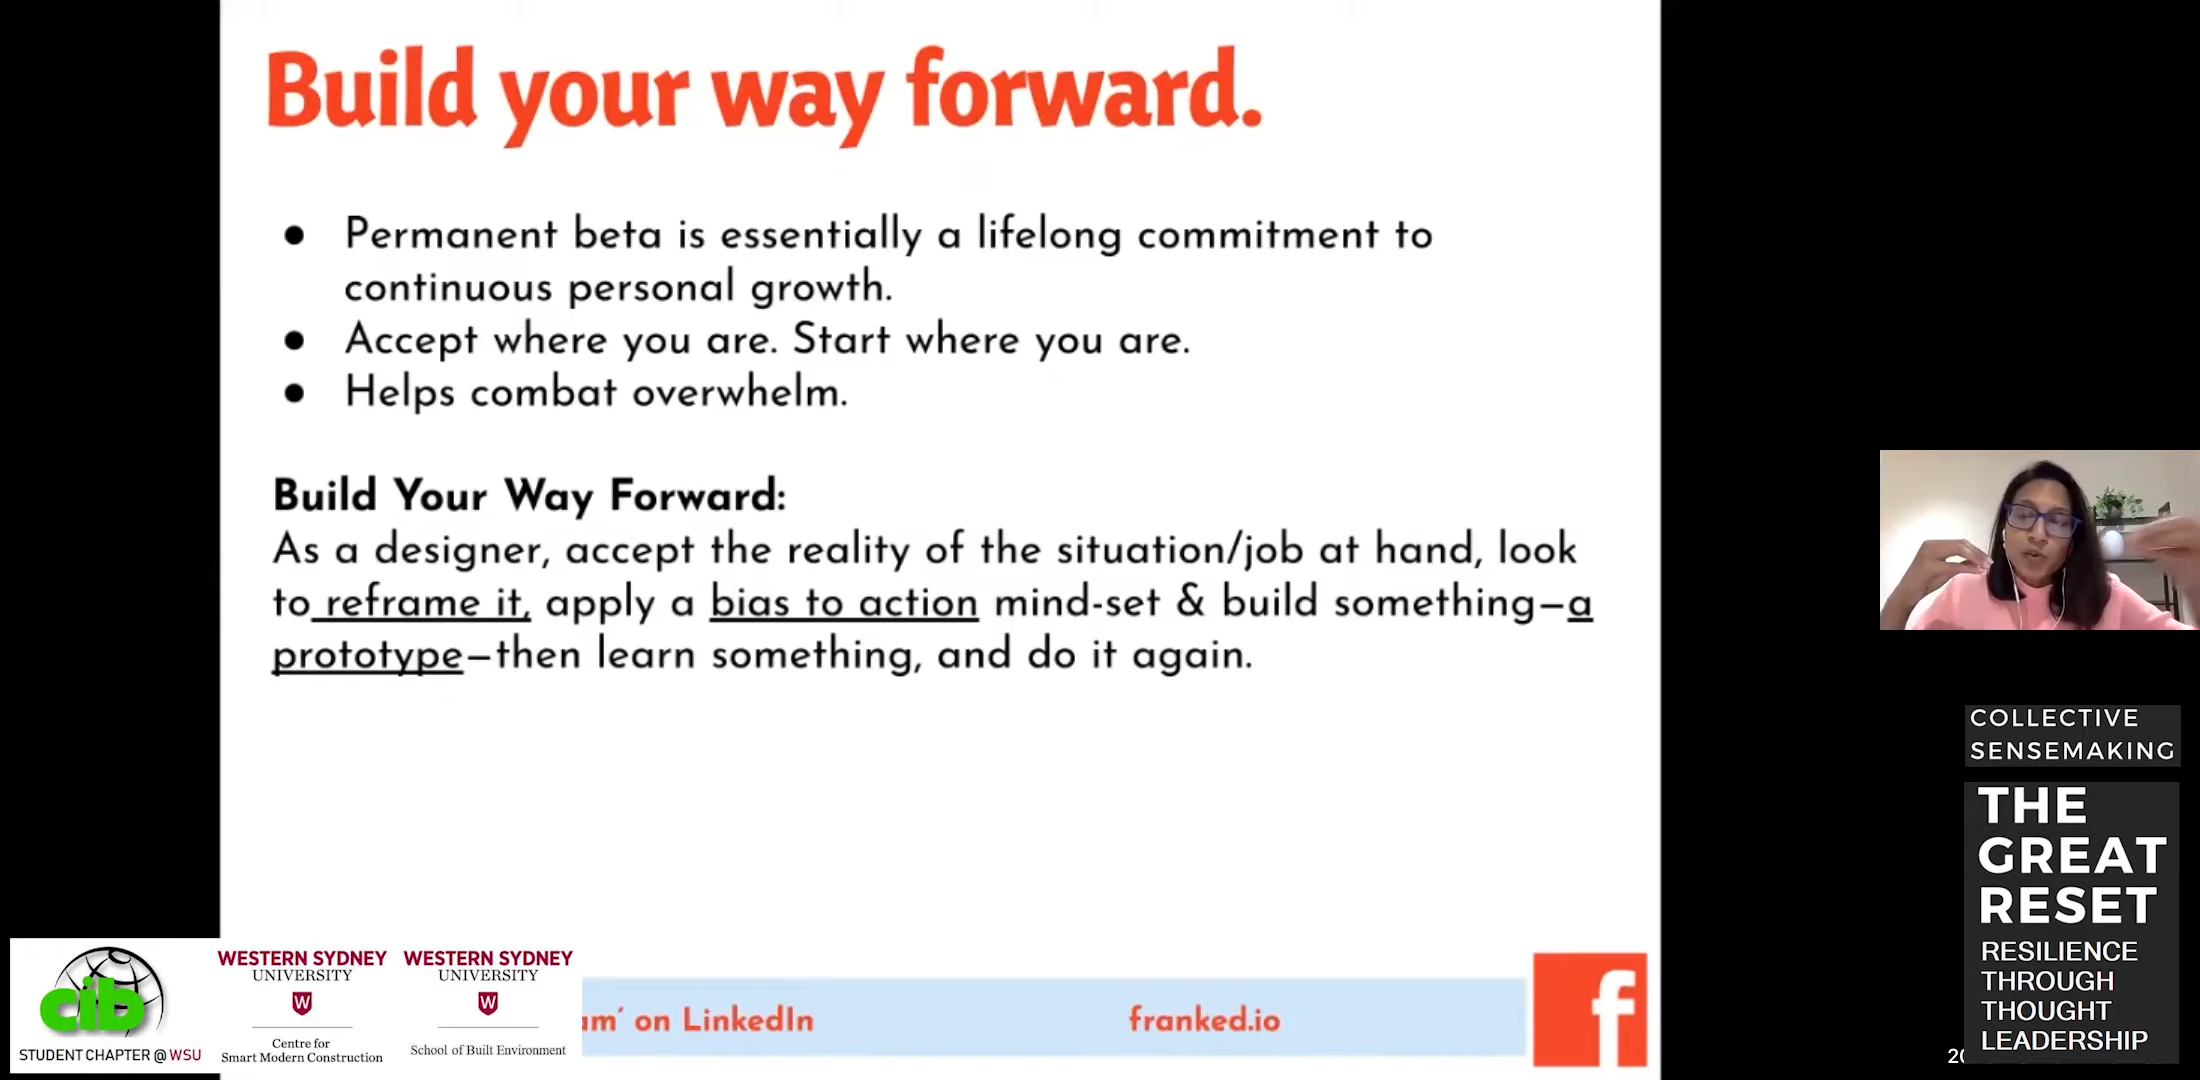 Build your way forward.
● Permanent beta is essentially a lifelong commitment to
continuous personal growth.
● Accept where you are. Start where you are.
● Helps combat overwhelm.
Build Your Way Forward:
As a designer, accept the reality of the situation/job at hand, look
to reframe it, apply a bias to action mind-set & build something—a
prototype—then learn something, and do it again.
COLLECTIVE
SENSEMAKING
THE
GREAT
RESET
RESILIENCE
THROUGH
THOUGHT
LEADERSHIP
cib
STUDENT CHAPTER @ WSU
WESTERN SYDNEY
UNIVERSITY
W
Centre for
Smart Modern Construction
WESTERN SYDNEY
UNIVERSITY
W
School of Built Environment
on LinkedIn
franked.io
f